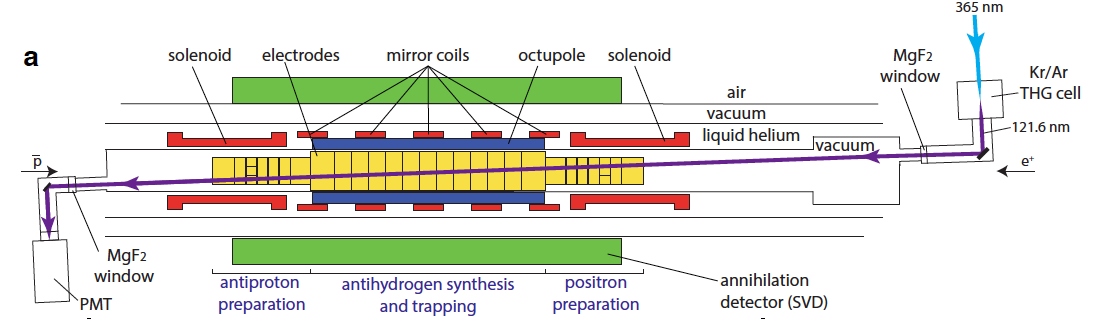 365 nm
a
solenoid
electrodes
mirror coils
octupole
solenoid
MgF2
window
Kr/Ar
THG cell
air
vacuum
liquid helium
vacuum
121.6 nm
p̅
e+
MgF2
window
PMT
antiproton
preparation
antihydrogen synthesis
and trapping
positron
preparation
annihilation
detector (SVD)